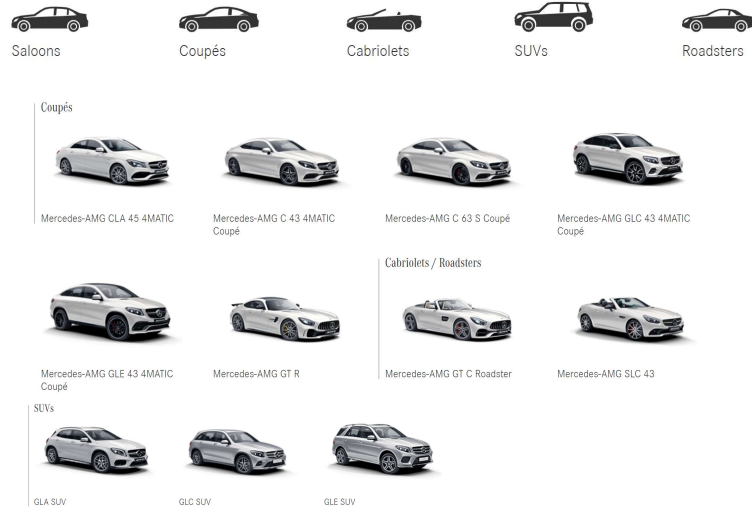 Saloons
Coupés
Cabriolets
SUVs
Roadsters
Coupés
Mercedes-AMG CLA 45 4MATIC
Mercedes-AMG C 43 4MATIC
Coupé
Mercedes-AMG C 63 S Coupé
Mercedes-AMG GLC 43 4MATIC
Coupé
Cabriolets / Roadsters
Mercedes-AMG GLE 43 4MATIC
Coupé
Mercedes-AMG GT R
Mercedes-AMG GT C Roadster
Mercedes-AMG SLC 43
SUVs
GLA SUV
GLC SUV
GLE SUV